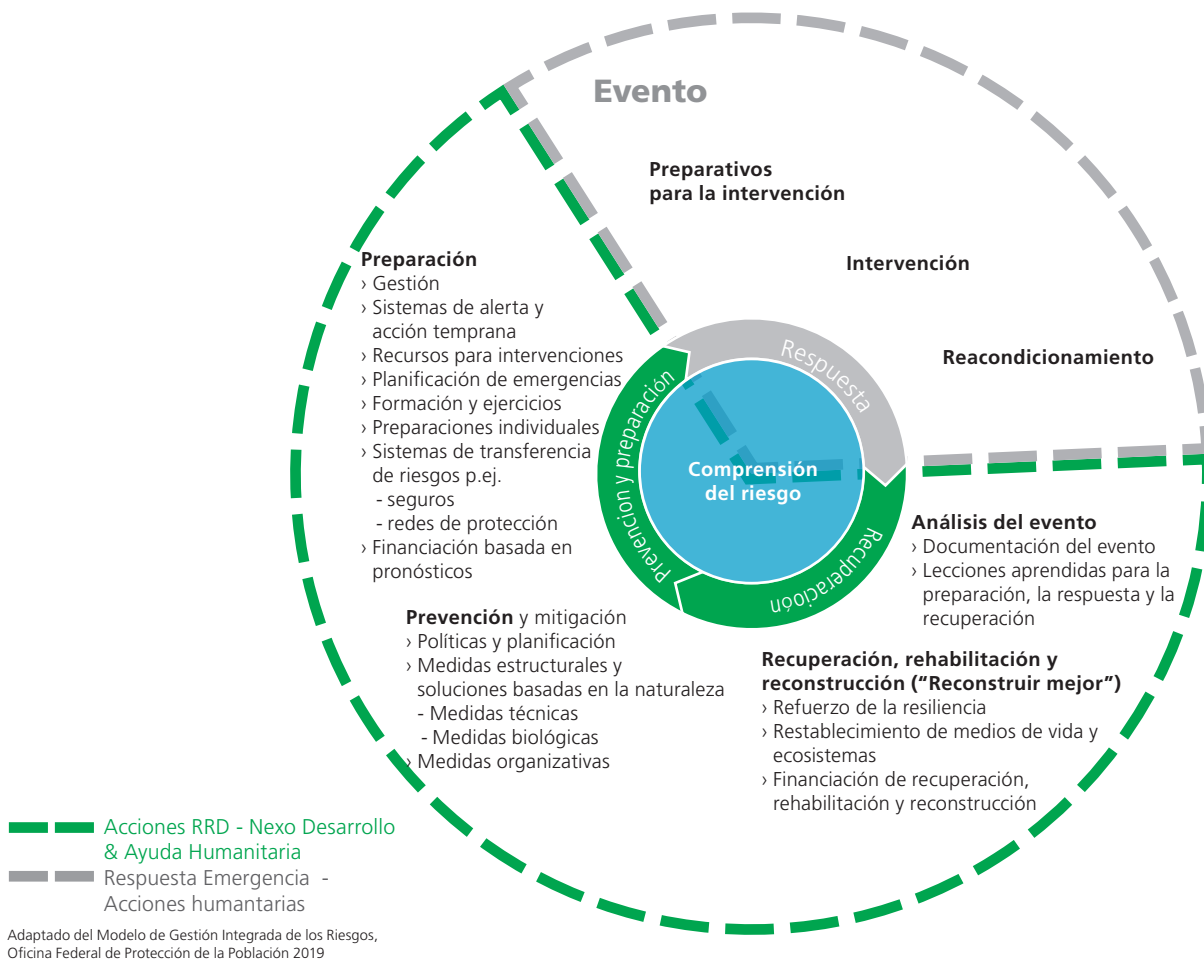 Evento
Preparativos
para la intervención
Intervención
Reacondicionamiento
Preparación
› Gestión
› Sistemas de alerta y
acción temprana
› Recursos para intervenciones
› Planificación de emergencias
› Formación y ejercicios
› Preparaciones individuales
› Sistemas de transferencia
de riesgos p.ej.
- seguros
- redes de protección
› Financiación basada en
pronósticos
Prevención y mitigación
› Políticas y planificación
› Medidas estructurales y
soluciones basadas en la naturaleza
- Medidas técnicas
- Medidas biológicas
› Medidas organizativas
Respuesta
Prevencion y preparación
Recuperacioón
Comprensión
del riesgo
Análisis del evento
› Documentación del evento
› Lecciones aprendidas para la
preparación, la respuesta y la
recuperación
Recuperación, rehabilitación y
reconstrucción (“Reconstruir mejor”)
› Refuerzo de la resiliencia
› Restablecimiento de medios de vida y
ecosistemas
› Financiación de recuperación,
rehabilitación y reconstrucción
Acciones RRD - Nexo Desarrollo
& Ayuda Humanitaria
Respuesta Emergencia -
Acciones humantarias
Adaptado del Modelo de Gestión Integrada de los Riesgos,
Oficina Federal de Protección de la Población 2019